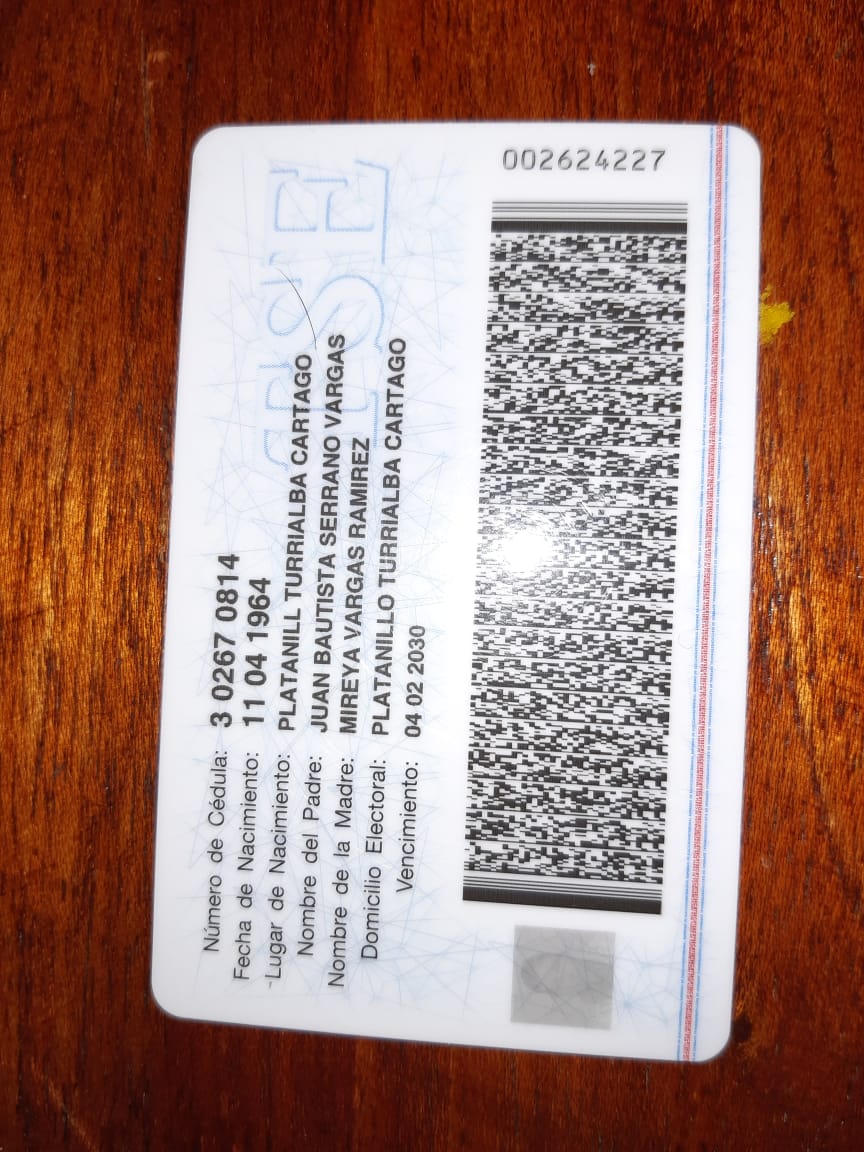 Número de Cédula: 3 0267 0814
Fecha de Nacimiento: 11 04 1964
Lugar de Nacimiento: PLATANILL TURRIALBA CARTAGO
Nombre del Padre: JUAN BAUTISTA SERRANO VARGAS
Nombre de la Madre: MIREYA VARGAS RAMIREZ
Domicilio Electoral: PLATANILLO TURRIALBA CARTAGO
Vencimiento: 04 02 2030
TSE
002624227